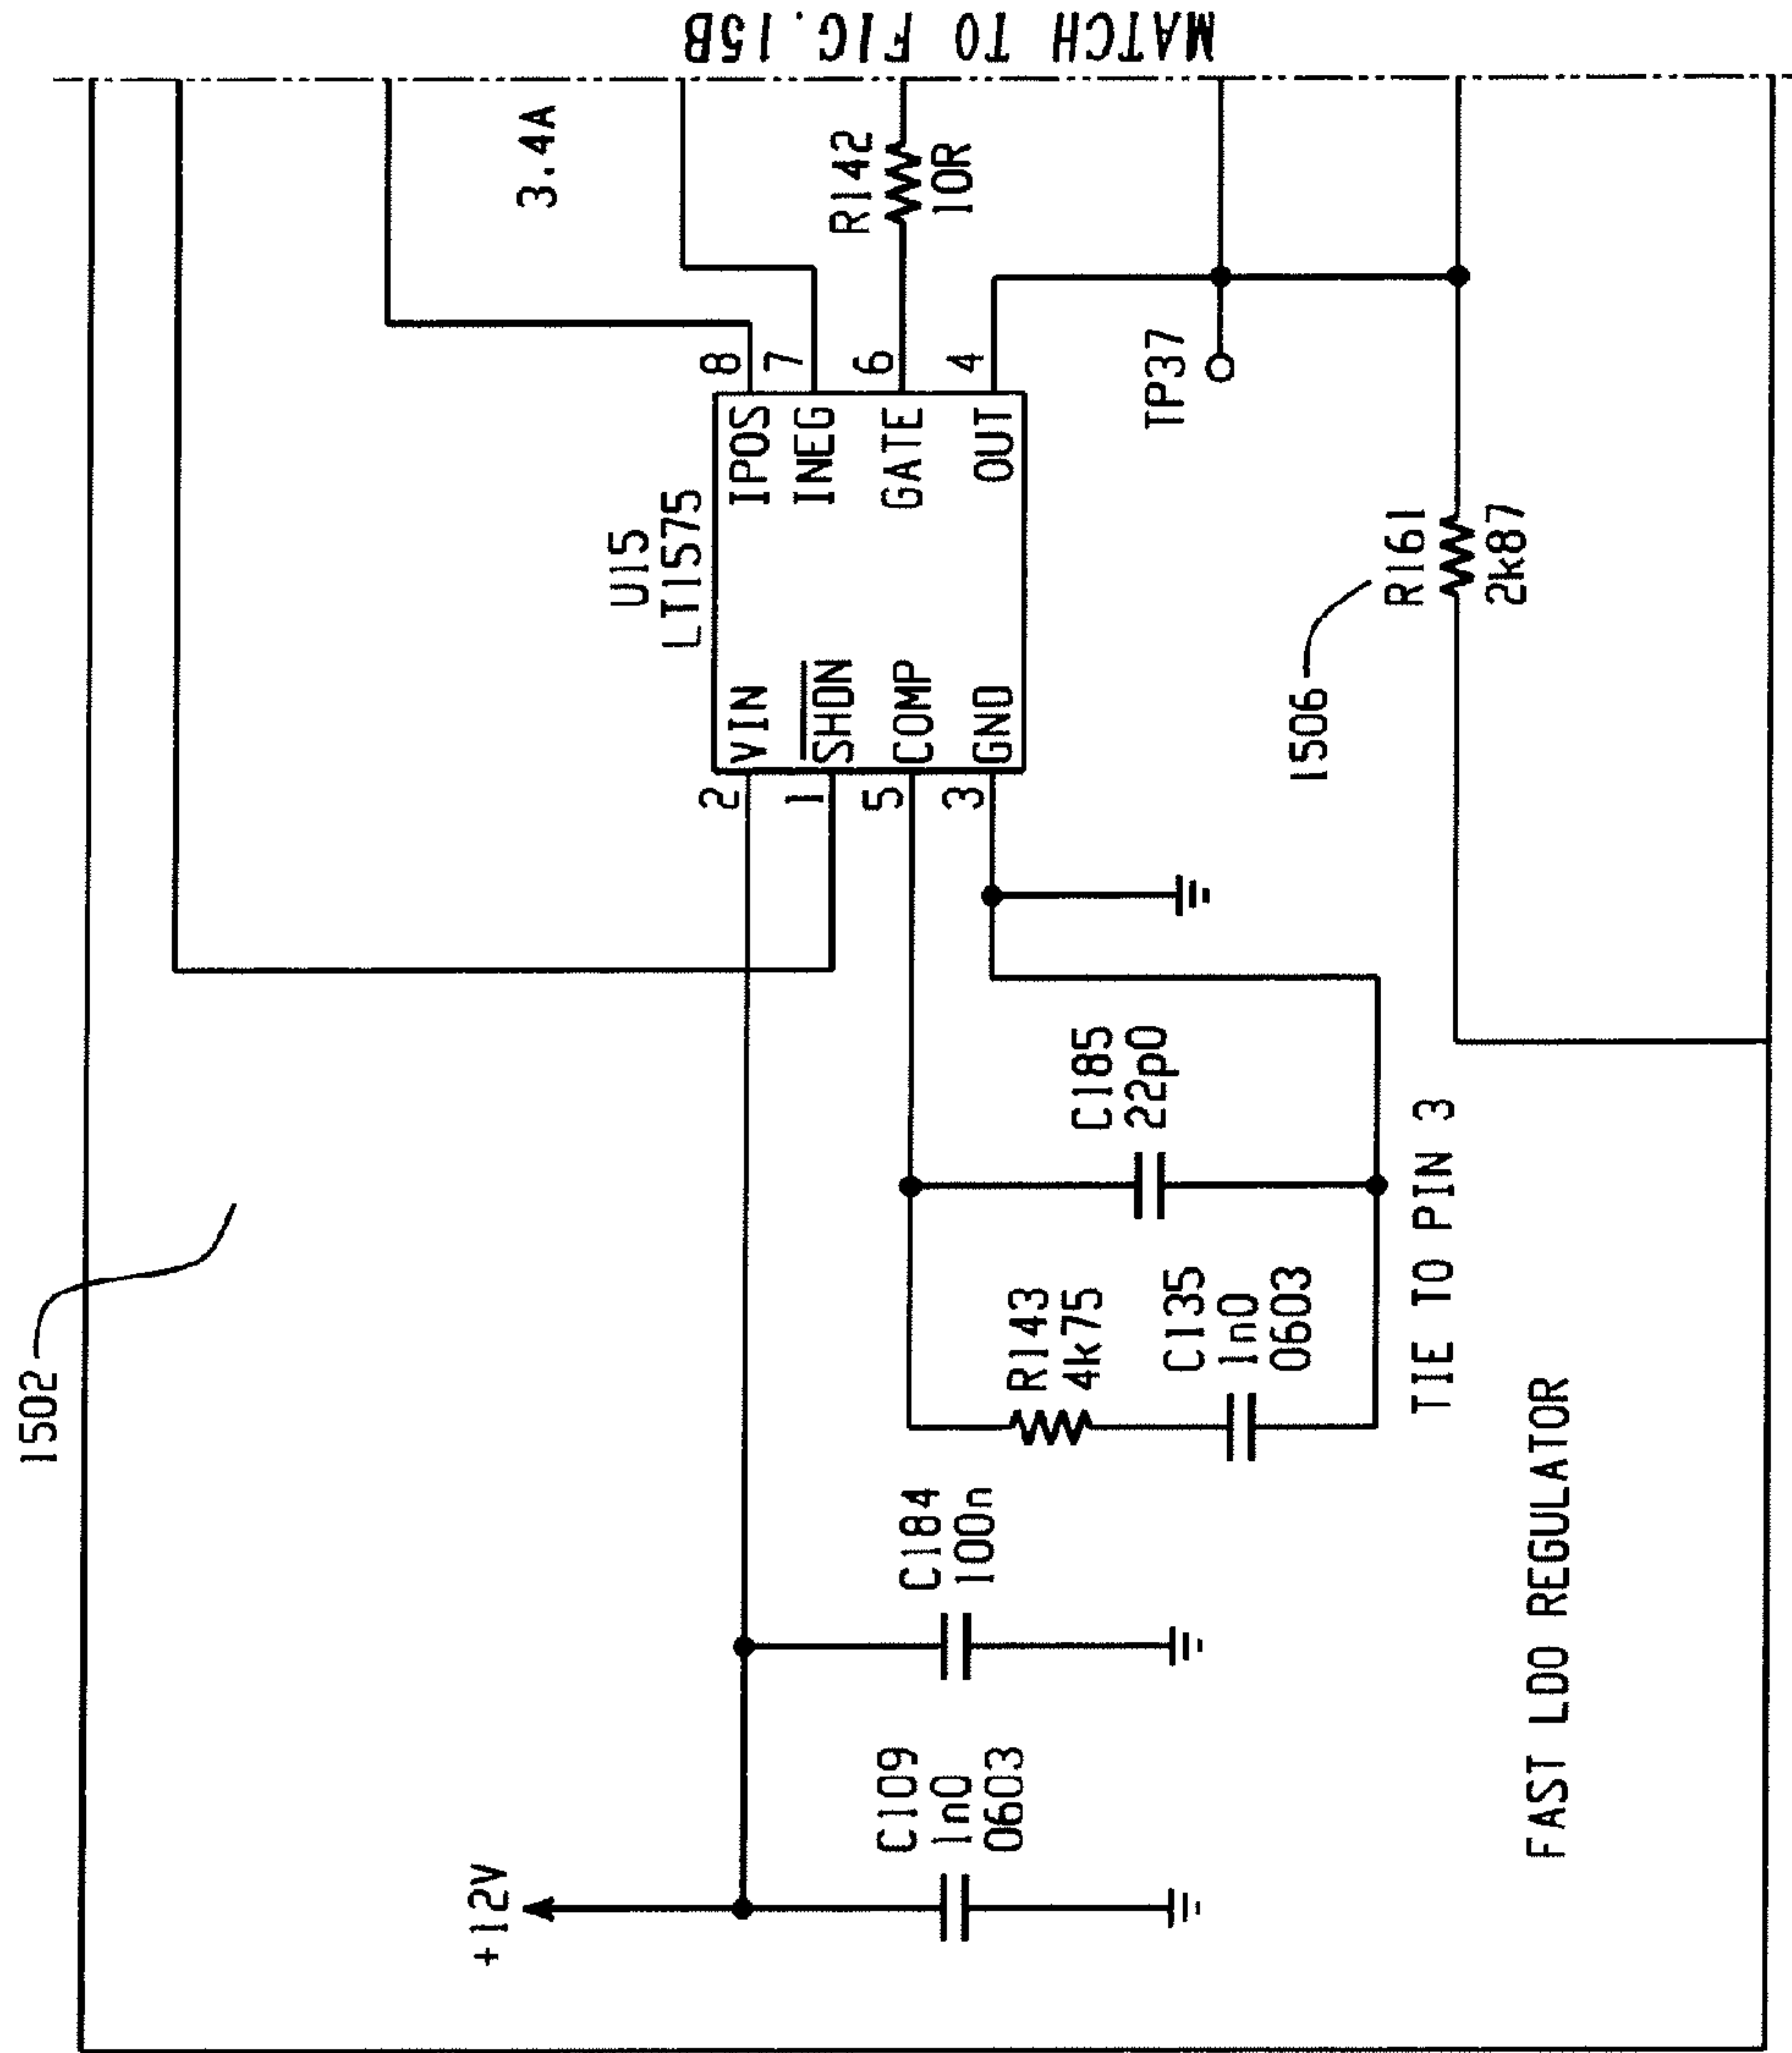 1502
+12V
C109
1n0
0603
C184
100n
R143
4k75
C135
1n0
0603
C185
22p0
TIE TO PIN 3
FAST LDO REGULATOR
U15
LT1575
2
VIN
1
SHDN
5
COMP
3
GND
IPOS
8
INEG
7
GATE
6
OUT
4
3.4A
R142
10R
TP37
1506
R161
2k87
MATCH TO FIG.15B